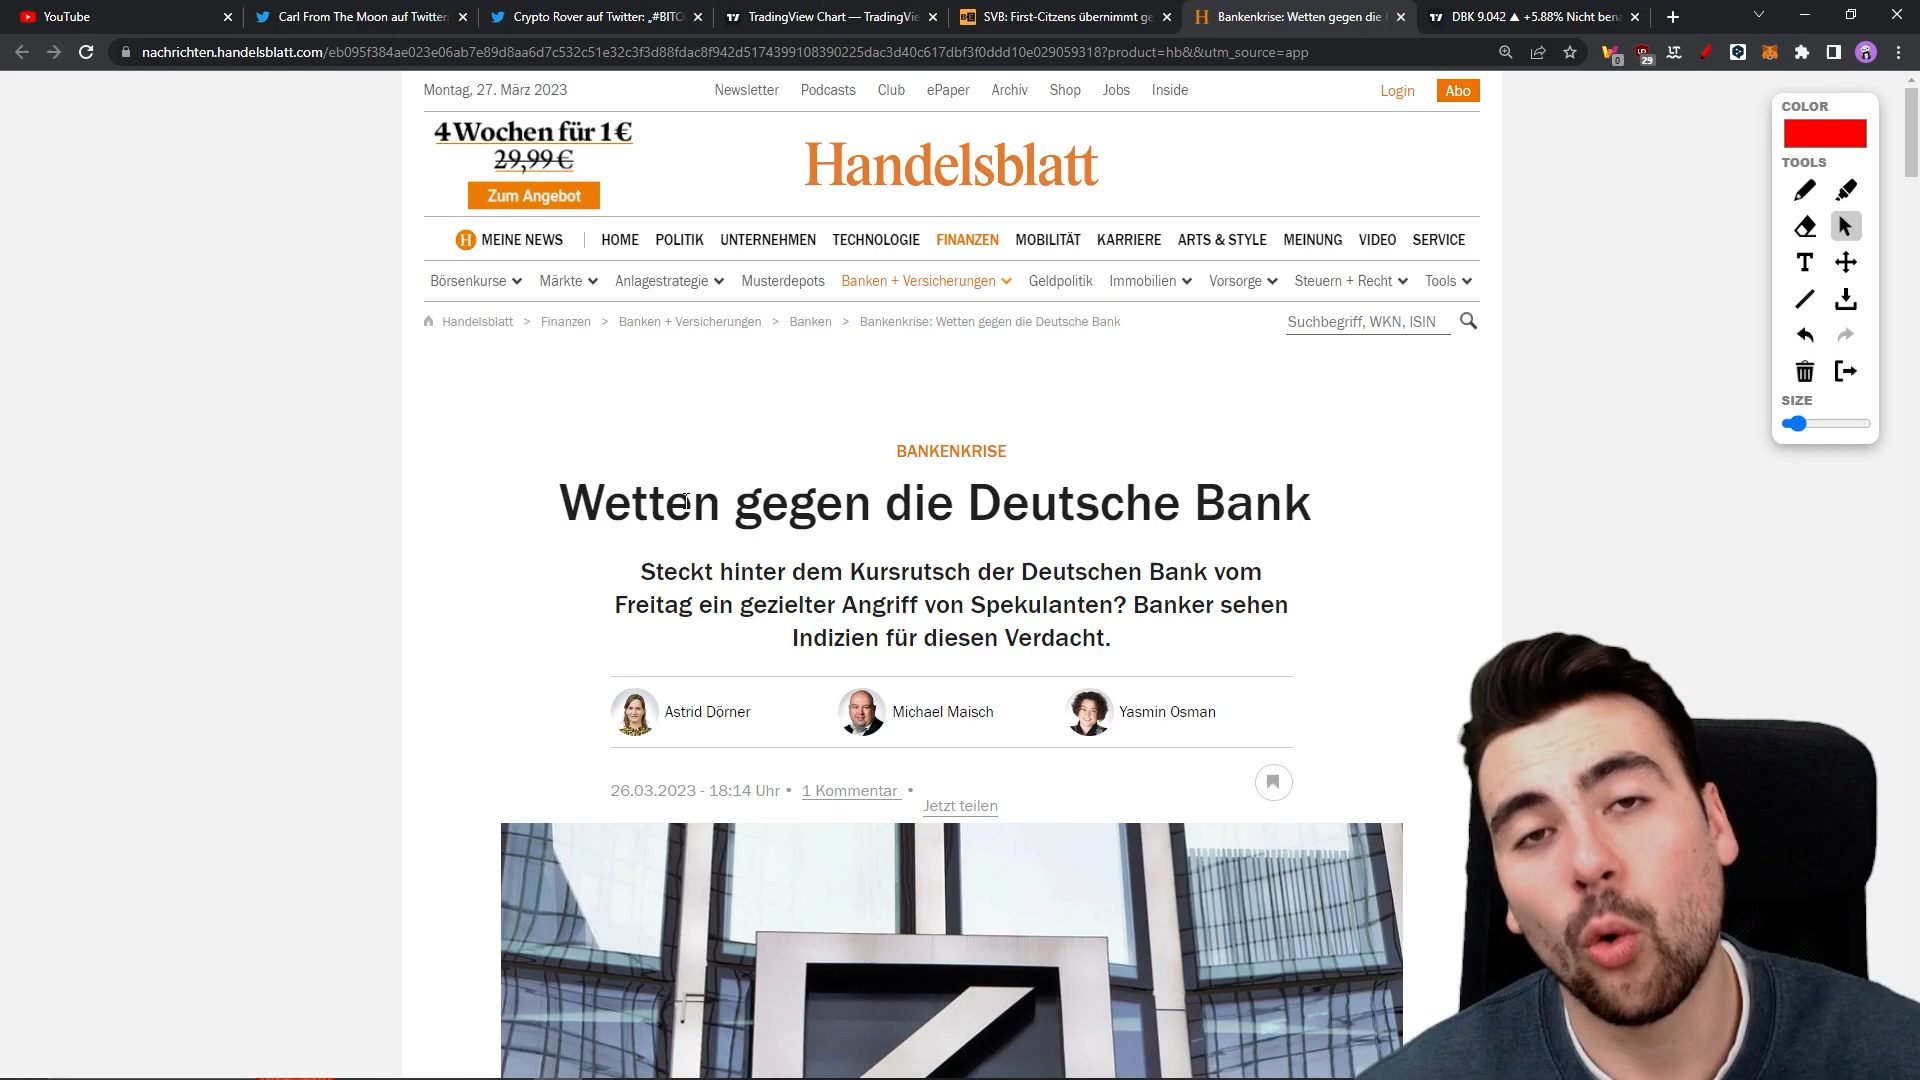 YouTube
Carl From The Moon auf Twitter:
Crypto Rover auf Twitter: „#BITC
TradingView Chart — TradingVie
SVB: First-Citzens übernimmt ge
Bankenkrise: Wetten gegen die
DBK 9.042 ▲ +5.88% Nicht ben
nachrichten.handelsblatt.com/eb095f384ae023e06ab7e89d8aa6d7c532c51e32c3f3d88fdac8f942d5174399108390225dac3d40c617dbf3f0ddd10e029059318?product=hb&&utm_source=app
0
29
Montag, 27. März 2023
Newsletter Podcasts Club ePaper Archiv Shop Jobs Inside
Login Abo
4 Wochen für 1 €
29,99 €
Zum Angebot
Handelsblatt
H MEINE NEWS HOME POLITIK UNTERNEHMEN TECHNOLOGIE FINANZEN MOBILITÄT KARRIERE ARTS & STYLE MEINUNG VIDEO SERVICE
Börsenkurse Märkte Anlagestrategie Musterdepots Banken + Versicherungen Geldpolitik Immobilien Vorsorge Steuern + Recht Tools
Handelsblatt > Finanzen > Banken + Versicherungen > Banken > Bankenkrise: Wetten gegen die Deutsche Bank
Suchbegriff, WKN, ISIN
BANKENKRISE
Wetten gegen die Deutsche Bank
Steckt hinter dem Kursrutsch der Deutschen Bank vom
Freitag ein gezielter Angriff von Spekulanten? Banker sehen
Indizien für diesen Verdacht.
Astrid Dörner
Michael Maisch
Yasmin Osman
26.03.2023 - 18:14 Uhr • 1 Kommentar •
Jetzt teilen
COLOR
TOOLS
SIZE